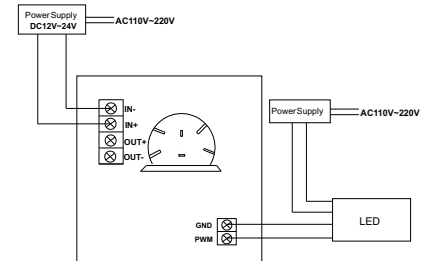 Power Supply
DC12V~24V
AC110V~220V
IN-
IN+
OUT+
OUT-
Power Supply
AC110V~220V
GND
PWM
LED